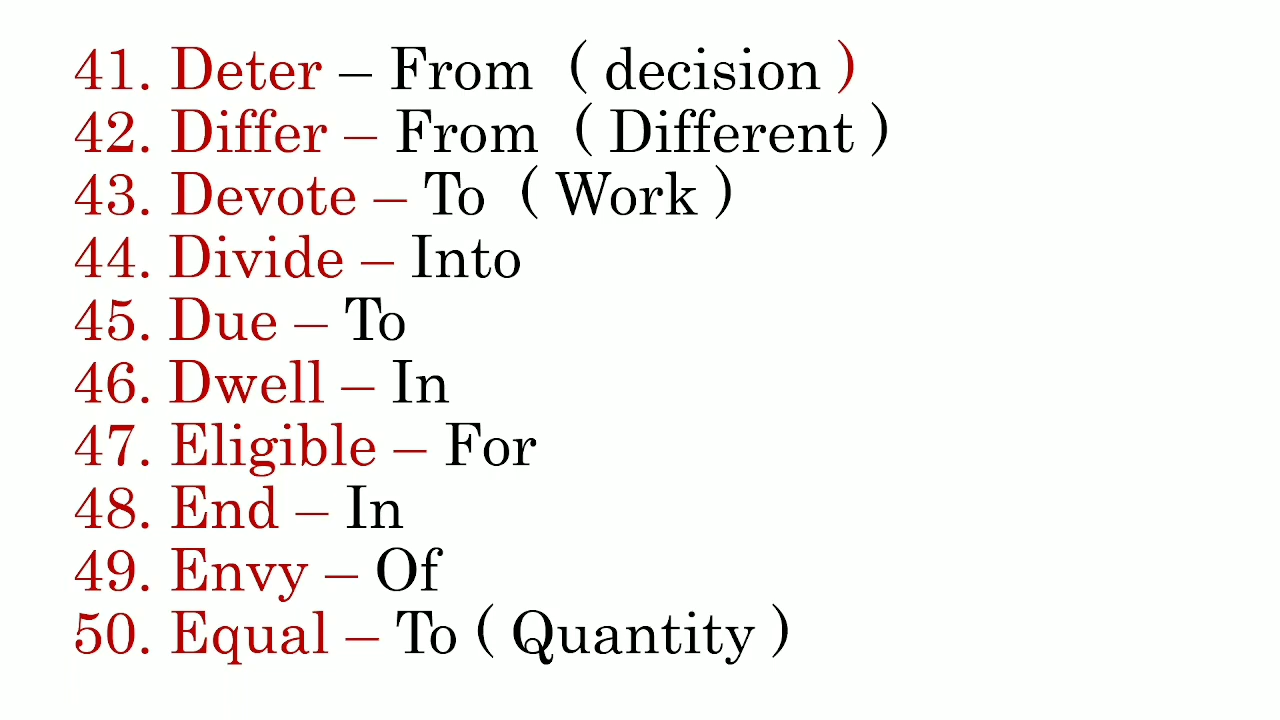 41. Deter – From ( decision )
42. Differ – From ( Different )
43. Devote – To ( Work )
44. Divide – Into
45. Due – To
46. Dwell – In
47. Eligible – For
48. End – In
49. Envy – Of
50. Equal – To ( Quantity )